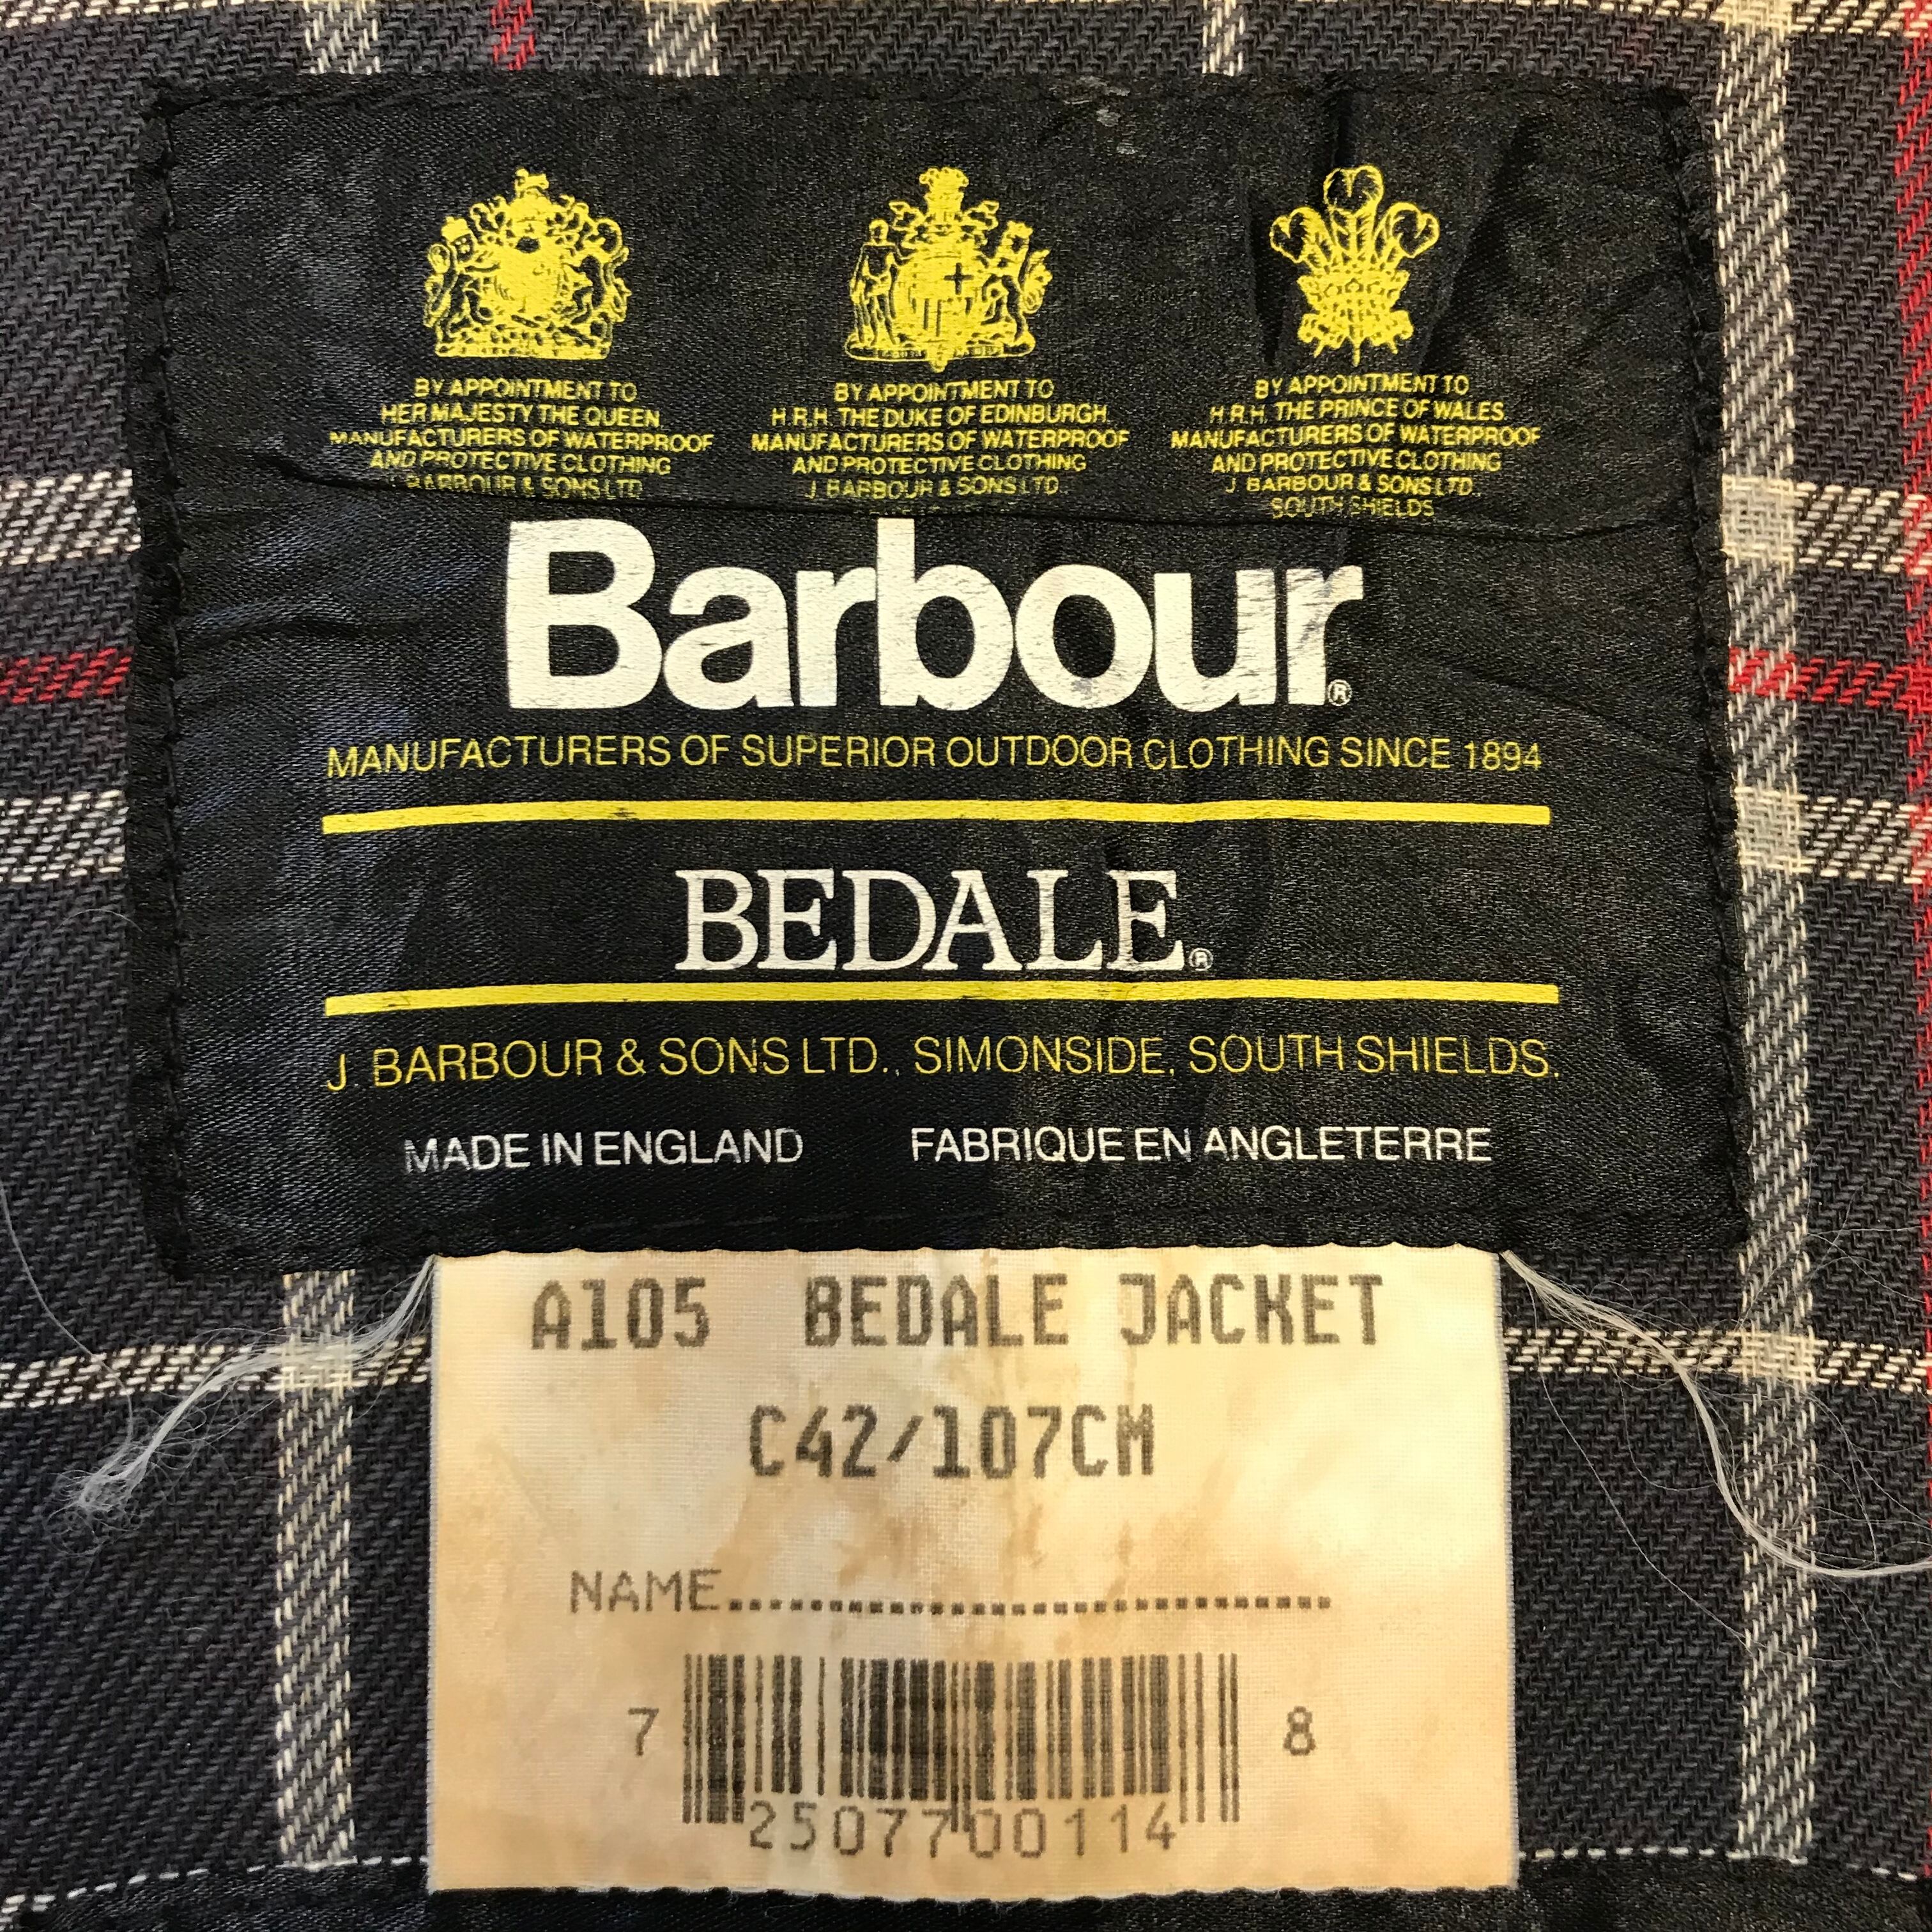 BY APPOINTMENT TO
HER MAJESTY THE QUEEN.
MANUFACTURERS OF WATERPROOF
AND PROTECTIVE CLOTHING
J BARBOUR & SONS LTD
BY APPOINTMENT TO
H.R.H. THE DUKE OF EDINBURGH.
MANUFACTURERS OF WATERPROOF
AND PROTECTIVE CLOTHING
J BARBOUR & SONS LTD.
BY APPOINTMENT TO
H.R.H. THE PRINCE OF WALES.
MANUFACTURERS OF WATERPROOF
AND PROTECTIVE CLOTHING
J BARBOUR & SONS LTD.
SOUTH SHIELDS
Barbour®
MANUFACTURERS OF SUPERIOR OUTDOOR CLOTHING SINCE 1894
BEDALE®
J. BARBOUR & SONS LTD., SIMONSIDE, SOUTH SHIELDS.
MADE IN ENGLAND FABRIQUE EN ANGLETERRE
A105 BEDALE JACKET
C42/107CM
NAME....................................
7 25077 00114 8